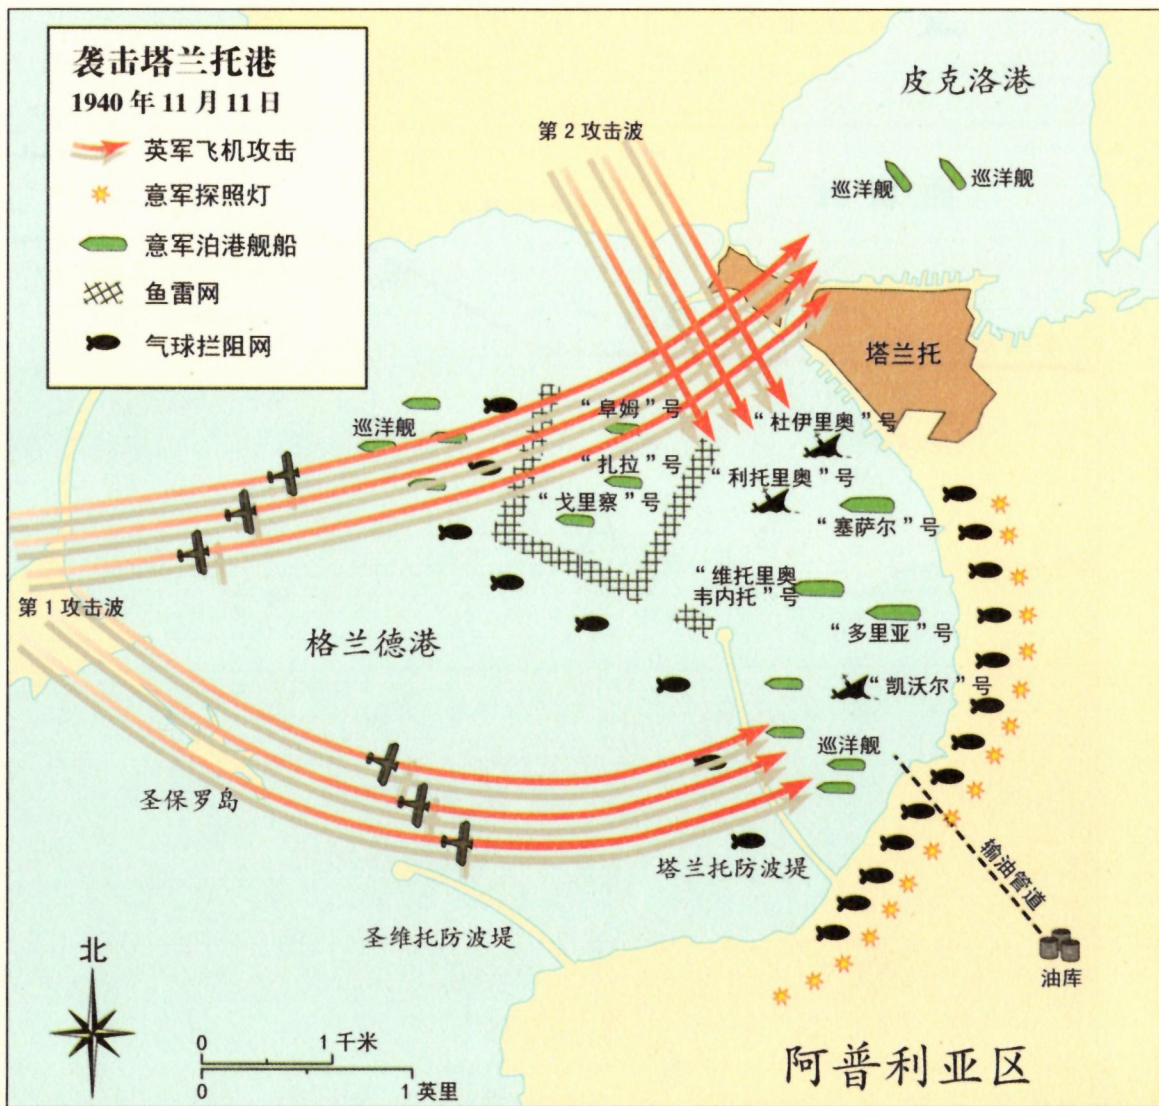 袭击塔兰托港
1940年11月11日
英军飞机攻击
意军探照灯
意军泊港舰船
鱼雷网
气球拦阻网
皮克洛港
第2攻击波
巡洋舰
巡洋舰
塔兰托
巡洋舰
“阜姆”号
“杜伊里奥”号
“扎拉”号
“利托里奥”号
“戈里察”号
“塞萨尔”号
“维托里奥
韦内托”号
第1攻击波
“多里亚”号
格兰德港
“凯沃尔”号
巡洋舰
圣保罗岛
塔兰托防波堤
输油管道
圣维托防波堤
油库
北
0 1千米
0 1英里
阿普利亚区